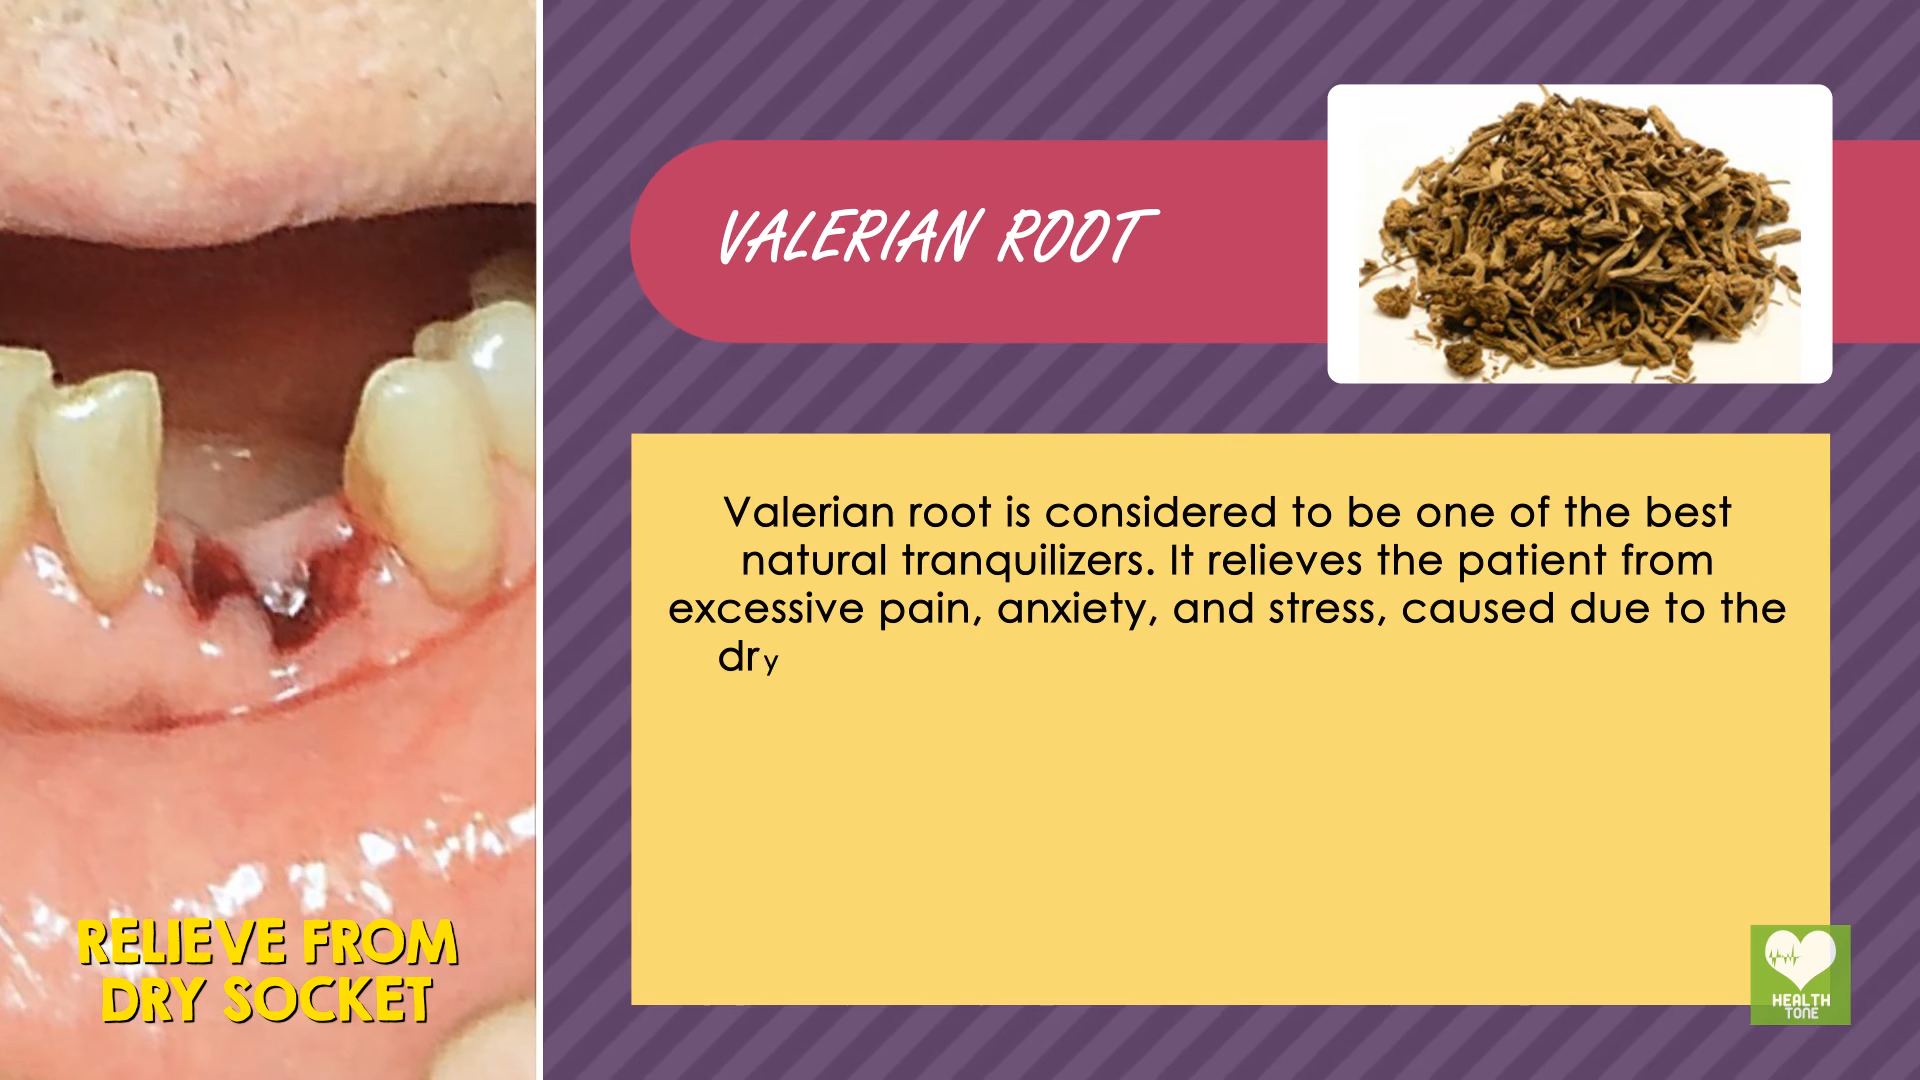 VALERIAN ROOT
Valerian root is considered to be one of the best
natural tranquilizers. It relieves the patient from
excessive pain, anxiety, and stress, caused due to the
dry
RELIEVE FROM
DRY SOCKET
HEALTH
TONE